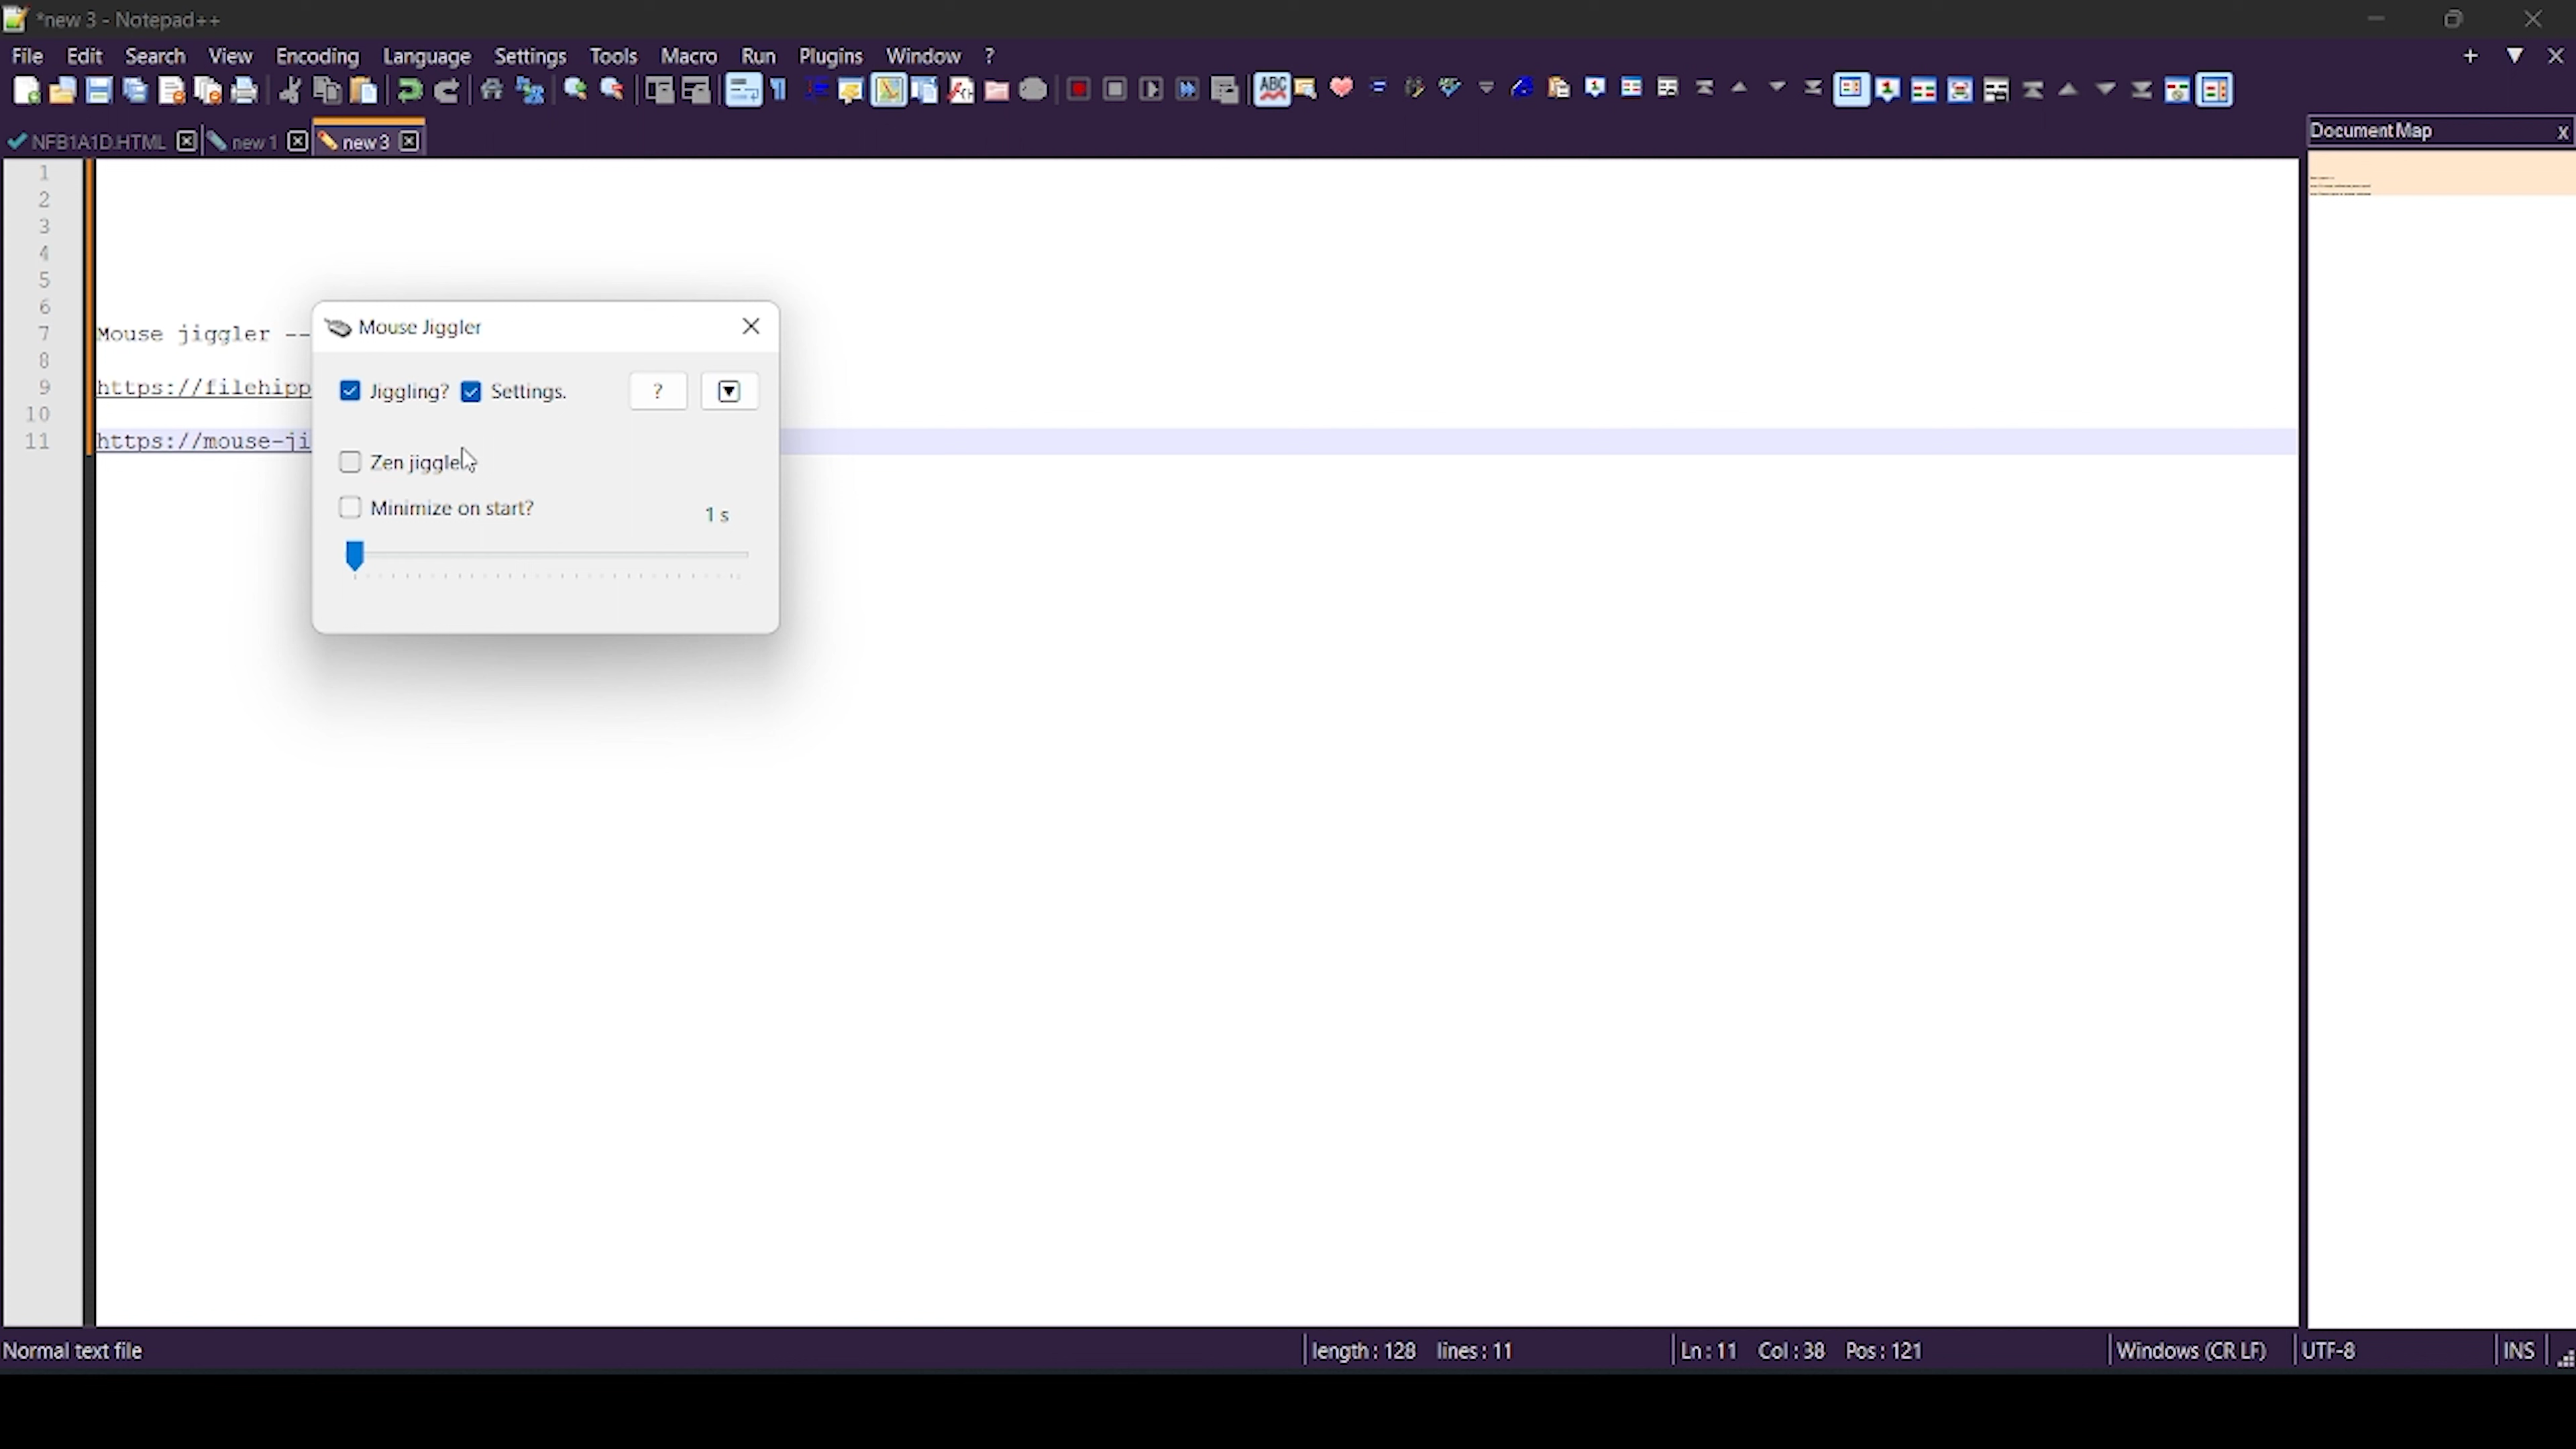 *new 3 - Notepad++
File Edit Search View Encoding Language Settings Tools Macro Run Plugins Window ?
NFB1A1D.HTML new 1 new 3
Document Map x
1
2
3
4
5
6
7 Mouse jiggler --
8
9 https://filehipp
10
11 https://mouse-ji
Mouse Jiggler
Jiggling? Settings. ?
Zen jiggle
Minimize on start?
1 s
Normal text file length : 128 lines : 11 Ln : 11 Col : 38 Pos : 121 Windows (CR LF) UTF-8 INS